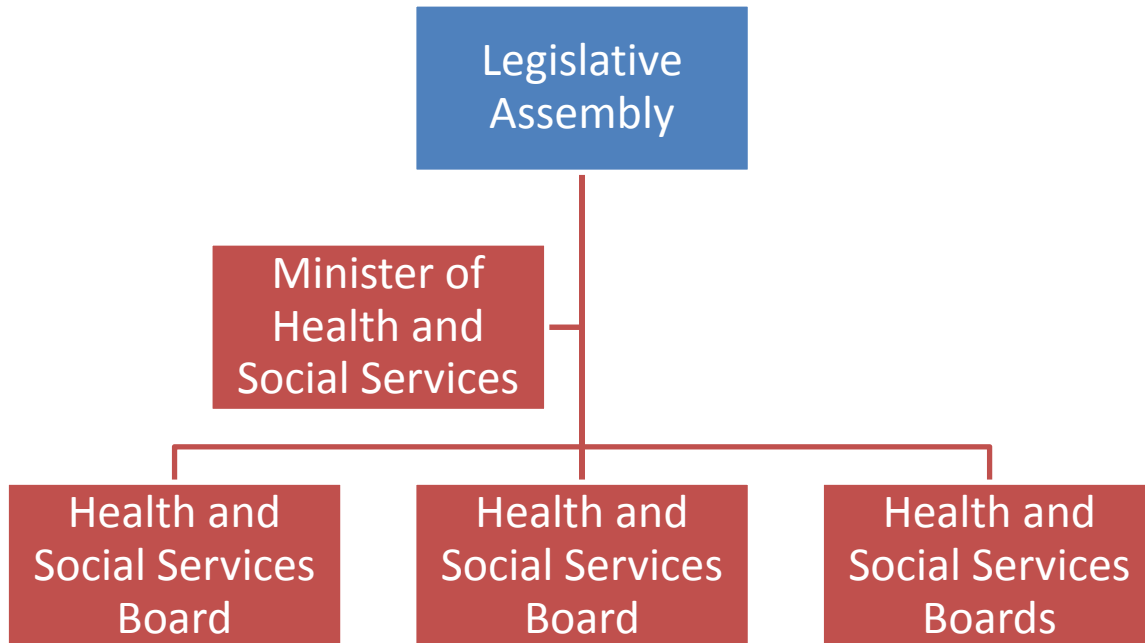 Legislative
Assembly
Minister of
Health and
Social Services
Health and
Social Services
Board
Health and
Social Services
Board
Health and
Social Services
Boards